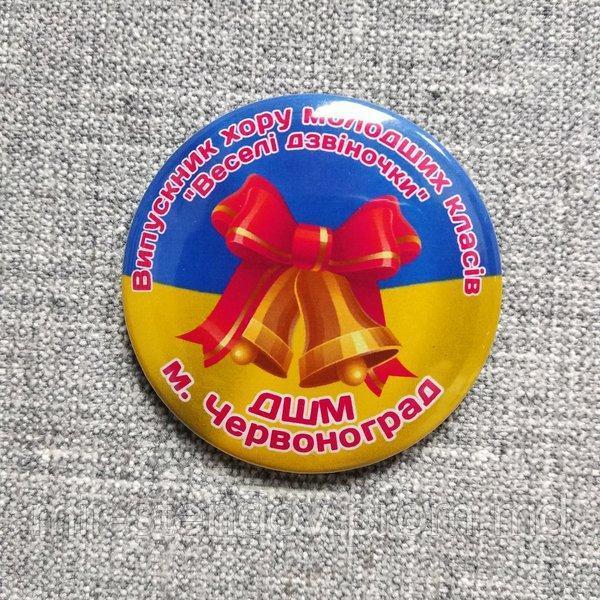 Випускник хору молодших класів
"Веселі дзвіночки"
ДШМ
м. Червоноград